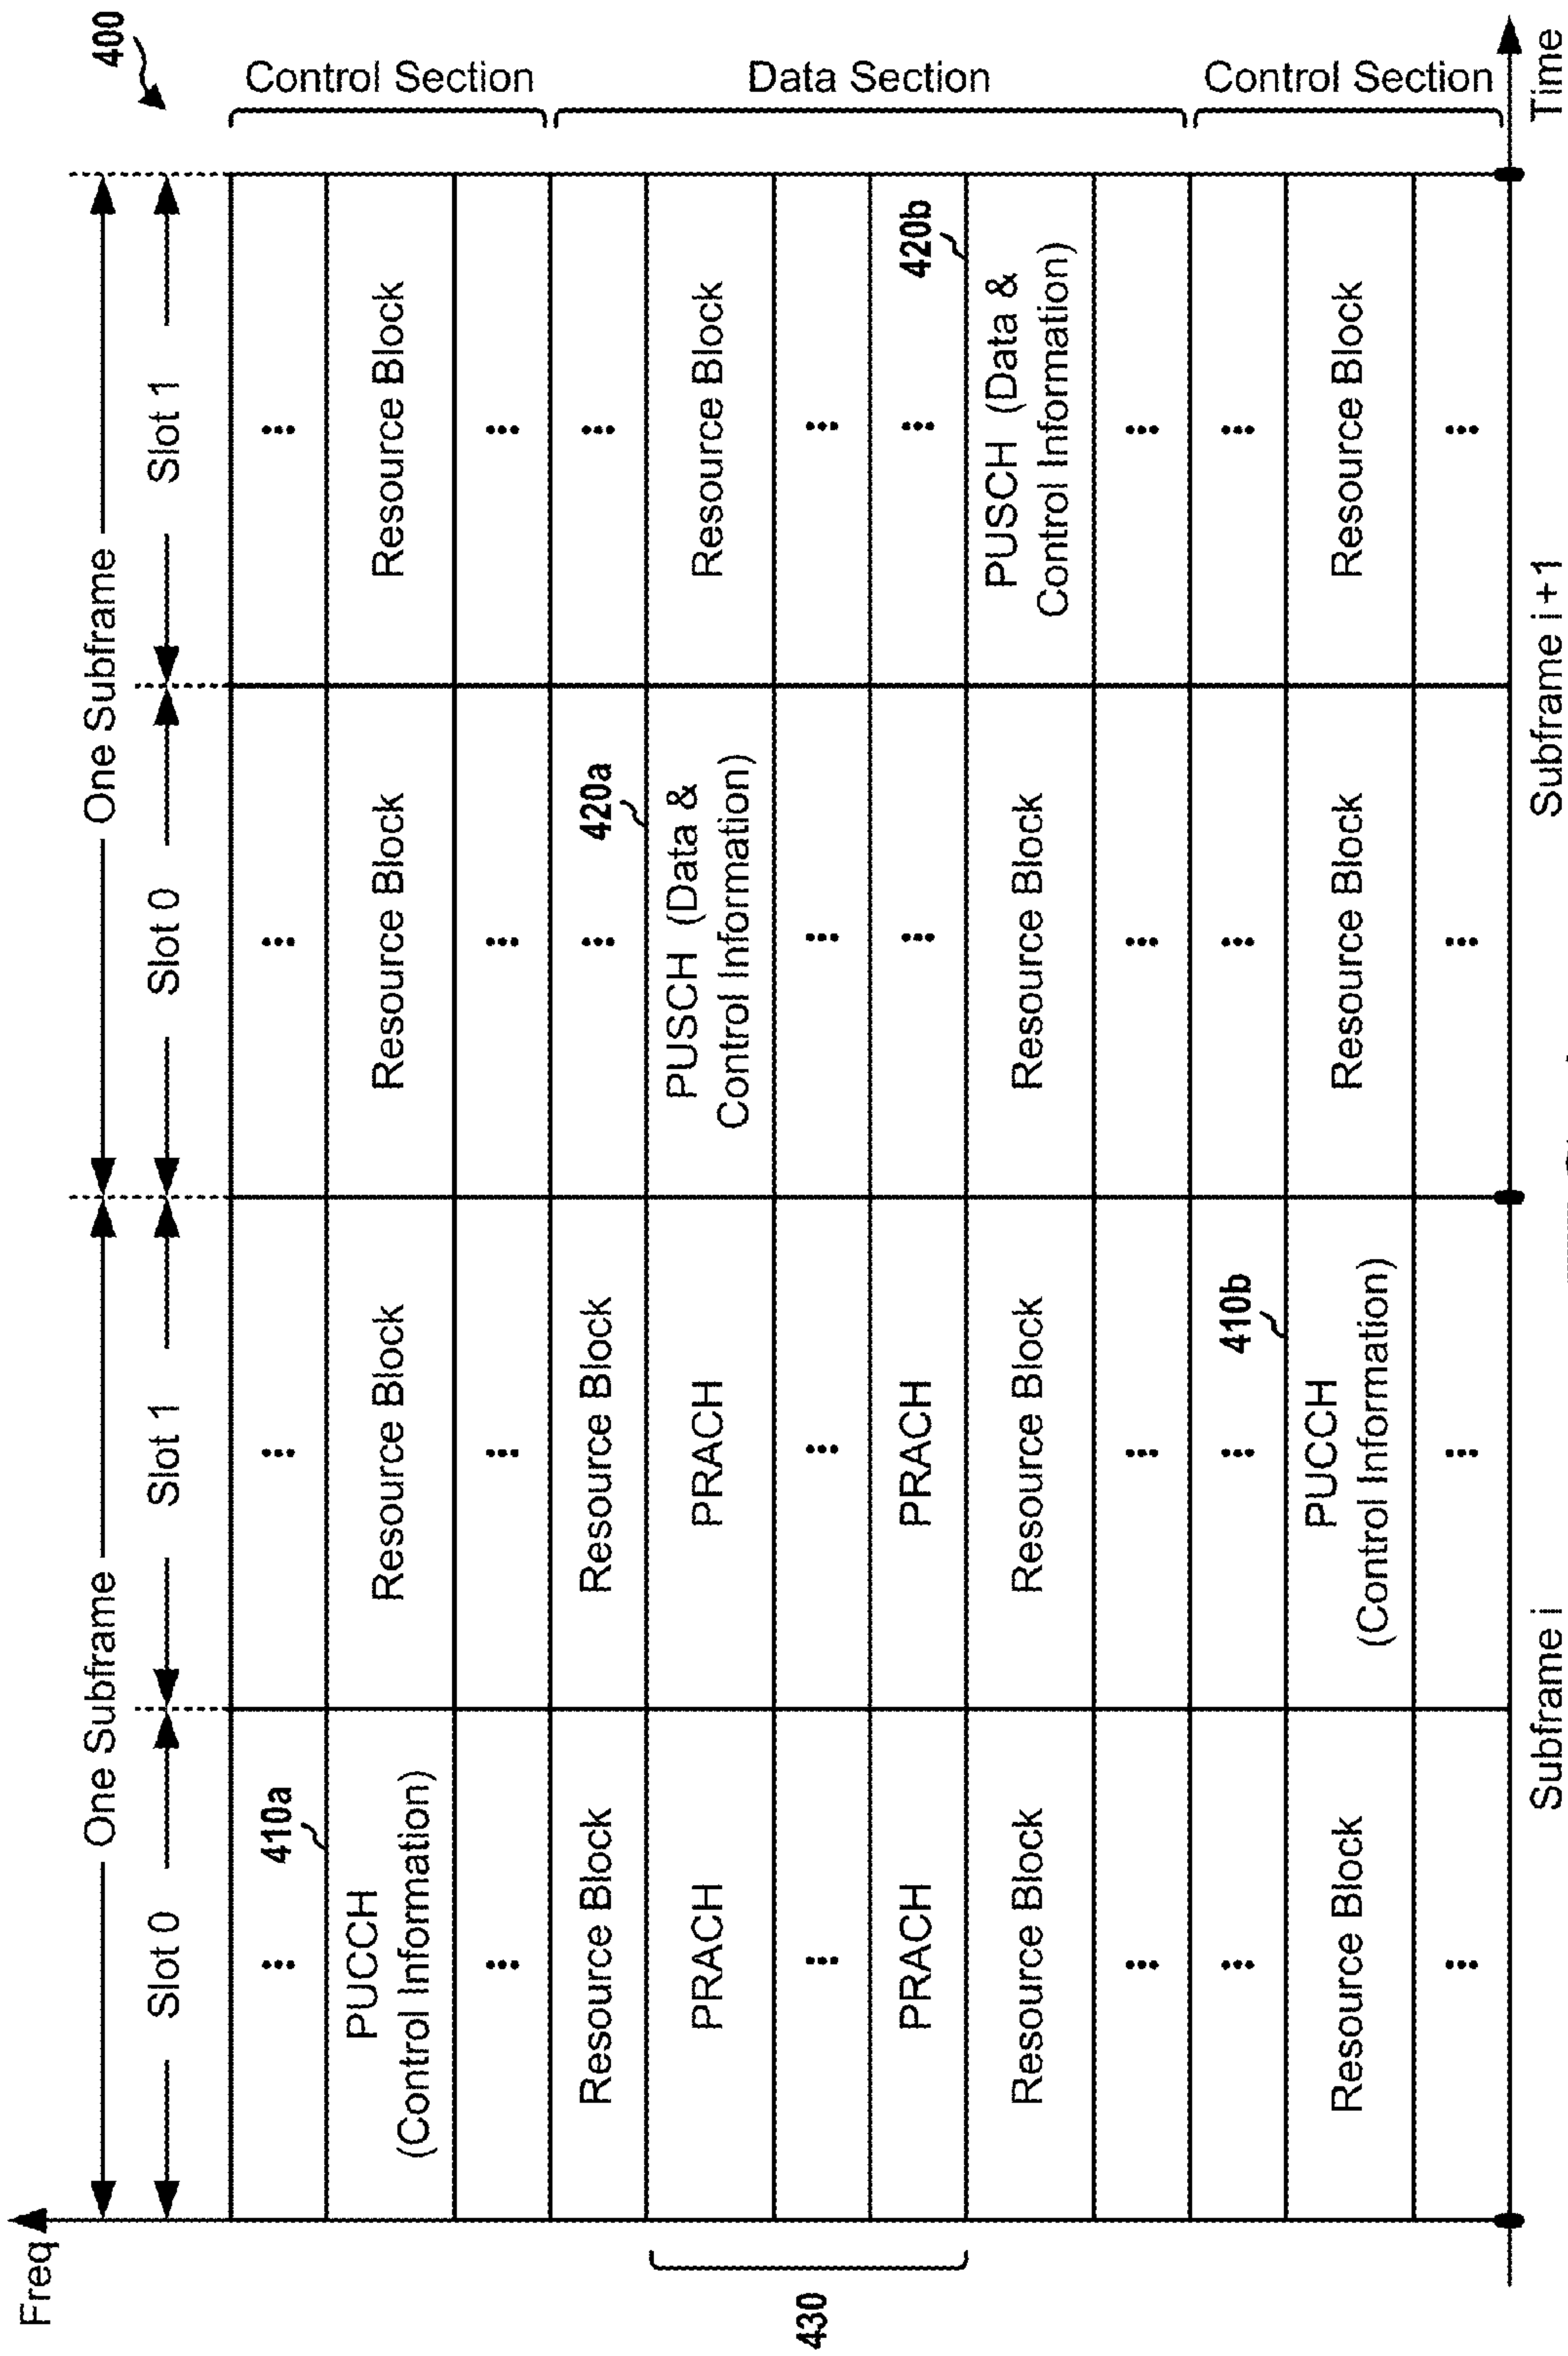 400
Freq
One Subframe
One Subframe
Slot 0
Slot 1
Slot 0
Slot 1
410a
...
...
...
...
Control Section
PUCCH
(Control Information)
Resource Block
Resource Block
Resource Block
...
...
...
...
420a
Resource Block
Resource Block
...
...
Data Section
430
PRACH
PRACH
PUSCH (Data &
Control Information)
Resource Block
...
...
...
...
420b
PRACH
PRACH
...
...
Resource Block
Resource Block
Resource Block
PUSCH (Data &
Control Information)
...
...
...
...
410b
...
...
...
...
Control Section
Resource Block
PUCCH
(Control Information)
Resource Block
Resource Block
...
...
...
...
Subframe i
Subframe i + 1
Time